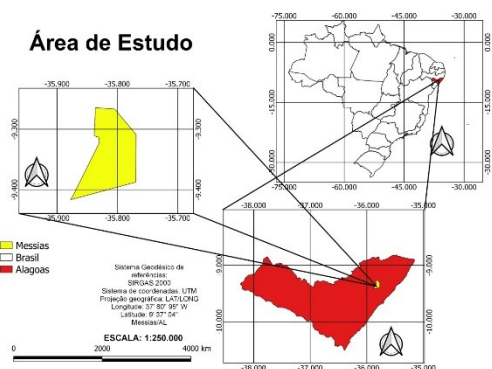 Área de Estudo
-75.000 -60.000 -45.000 -30.000
0.000 0.000
-15.000 -15.000
-30.000 -30.000
-75.000 -60.000 -45.000 -30.000
-35.900 -35.800 -35.700
-9.300 -9.300
-9.400 -9.400
-35.900 -35.800 -35.700
-38.000 -37.000 -36.000
-9.000 -9.000
-10.000 -10.000
-38.000 -37.000 -36.000
Messias
Brasil
Alagoas
Sistema Geodésico de
referências:
SIRGAS 2000
Sistema de coordenadas: UTM
Projeção geográfica: LAT/LONG
Longitude: 37° 80' 95" W
Latitude: 9° 37' 04"
Messias/AL
ESCALA: 1:250.000
0 2000 4000 km